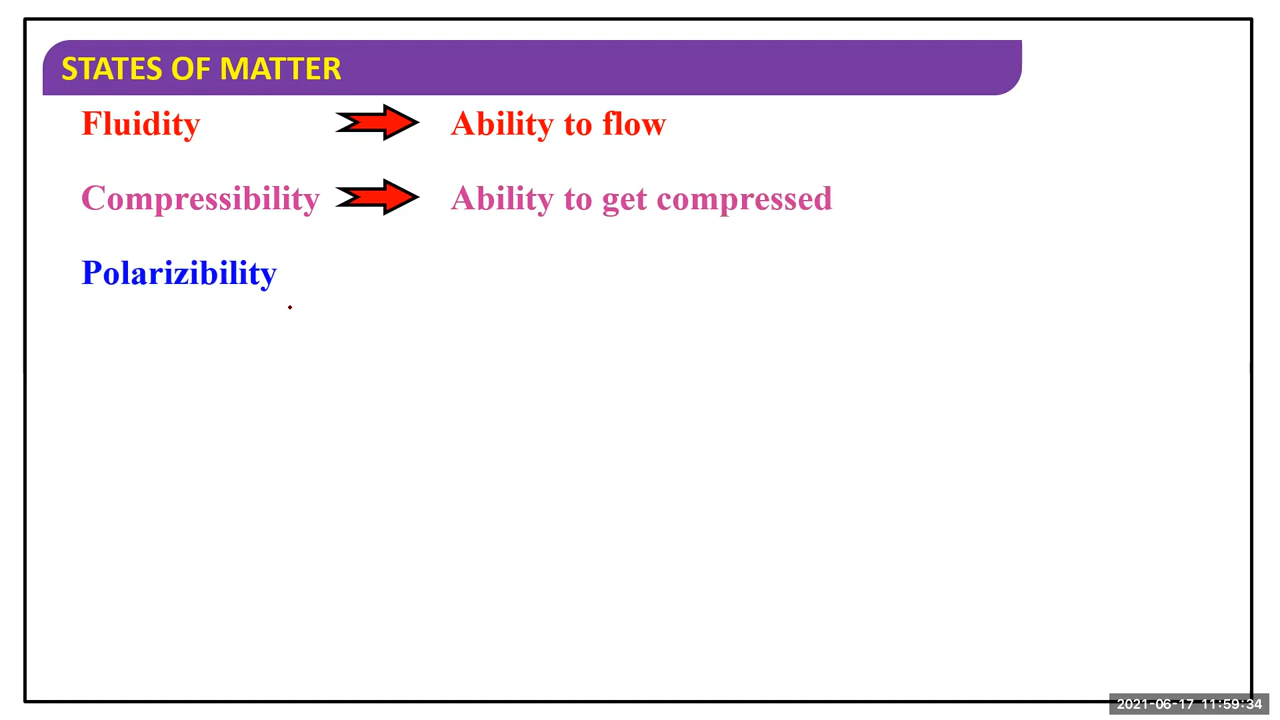 STATES OF MATTER
Fluidity Ability to flow
Compressibility Ability to get compressed
Polarizibility
2021-06-17 11:59:34